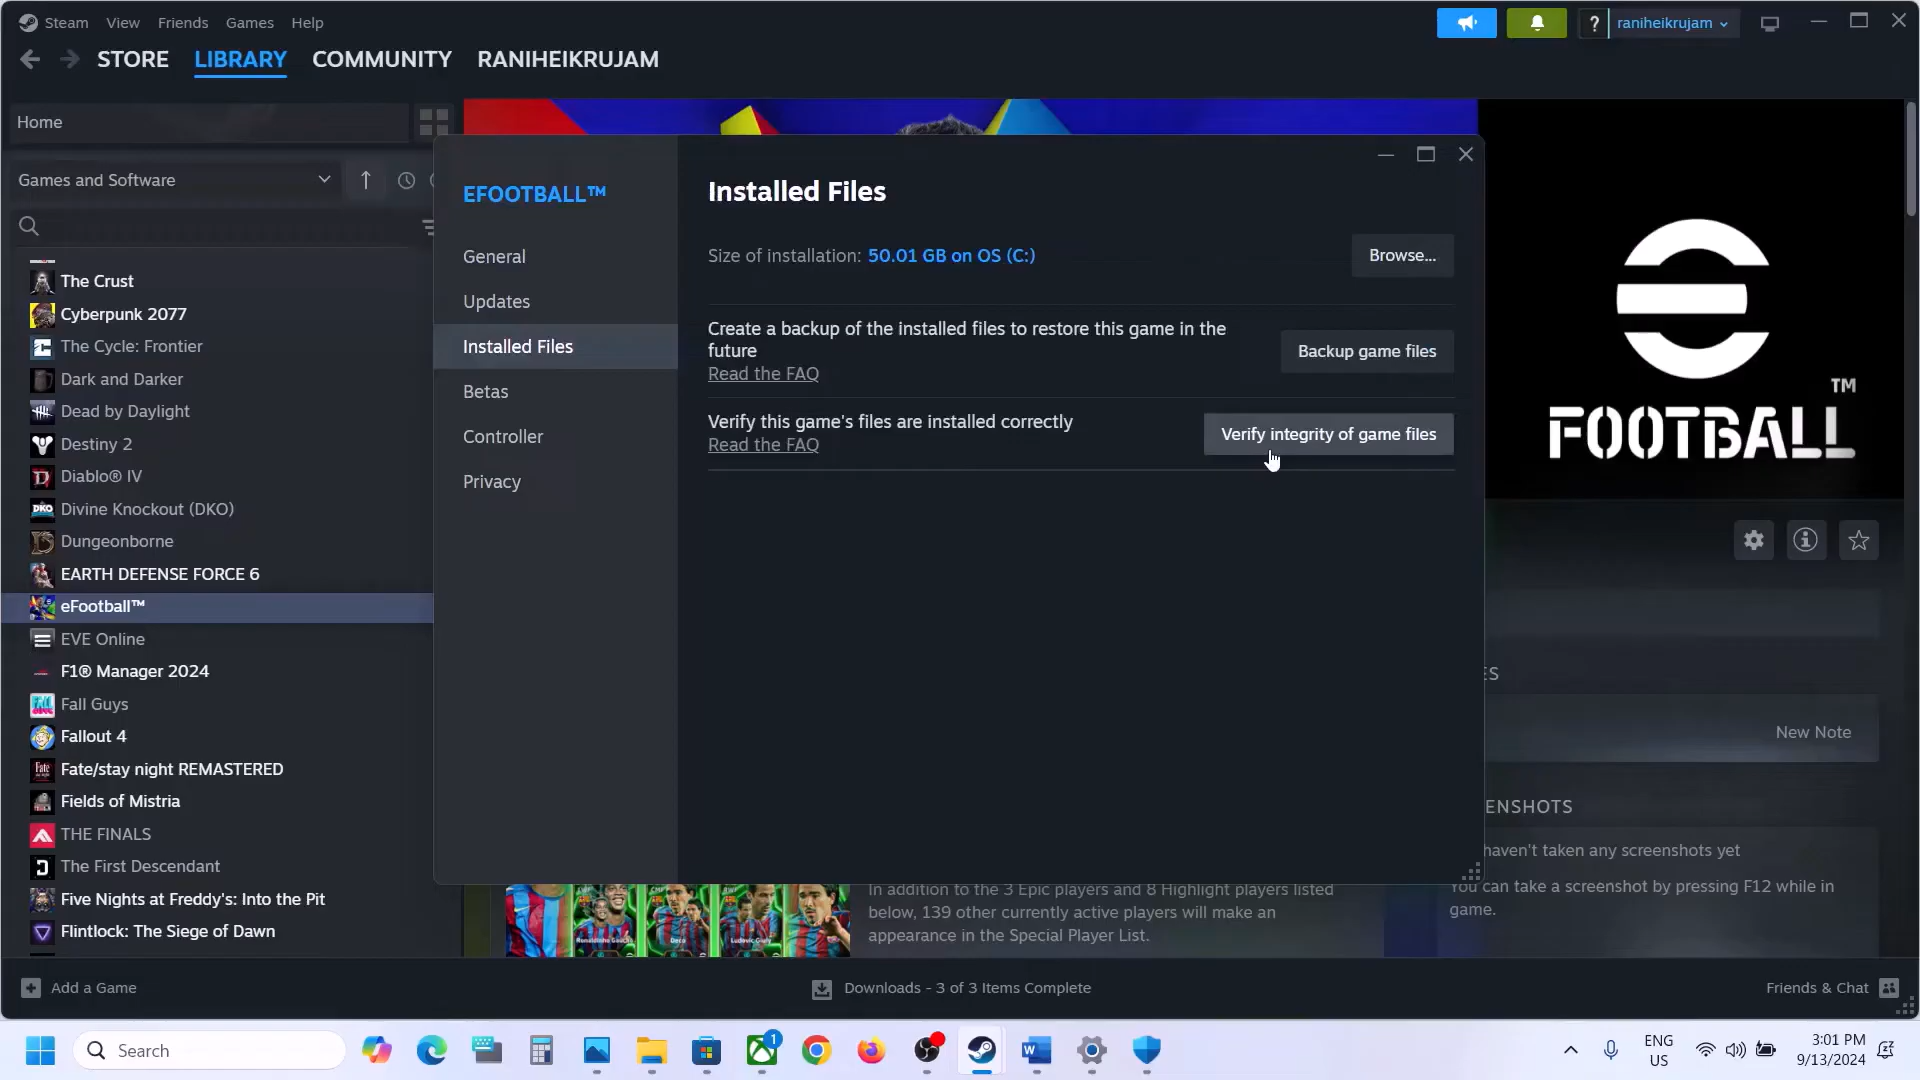 Steam View Friends Games Help
? raniheikrujam
STORE LIBRARY COMMUNITY RANIHEIKRUJAM
Home
Games and Software
The Crust
Cyberpunk 2077
The Cycle: Frontier
Dark and Darker
Dead by Daylight
Destiny 2
Diablo® IV
Divine Knockout (DKO)
Dungeonborne
EARTH DEFENSE FORCE 6
eFootball™
EVE Online
F1® Manager 2024
Fall Guys
Fallout 4
Fate/stay night REMASTERED
Fields of Mistria
THE FINALS
The First Descendant
Five Nights at Freddy's: Into the Pit
Flintlock: The Siege of Dawn
EFOOTBALL™
General
Updates
Installed Files
Betas
Controller
Privacy
Installed Files
Size of installation: 50.01 GB on OS (C:)
Browse...
Create a backup of the installed files to restore this game in the
future
Read the FAQ
Backup game files
Verify this game's files are installed correctly
Read the FAQ
Verify integrity of game files
TM
FOOTBALL
ES
New Note
ENSHOTS
haven't taken any screenshots yet
You can take a screenshot by pressing F12 while in
game.
In addition to the 3 Epic players and 8 Highlight players listed
below, 139 other currently active players will make an
appearance in the Special Player List.
Add a Game
Downloads - 3 of 3 Items Complete
Friends & Chat
Search
1
ENG
US
3:01 PM
9/13/2024